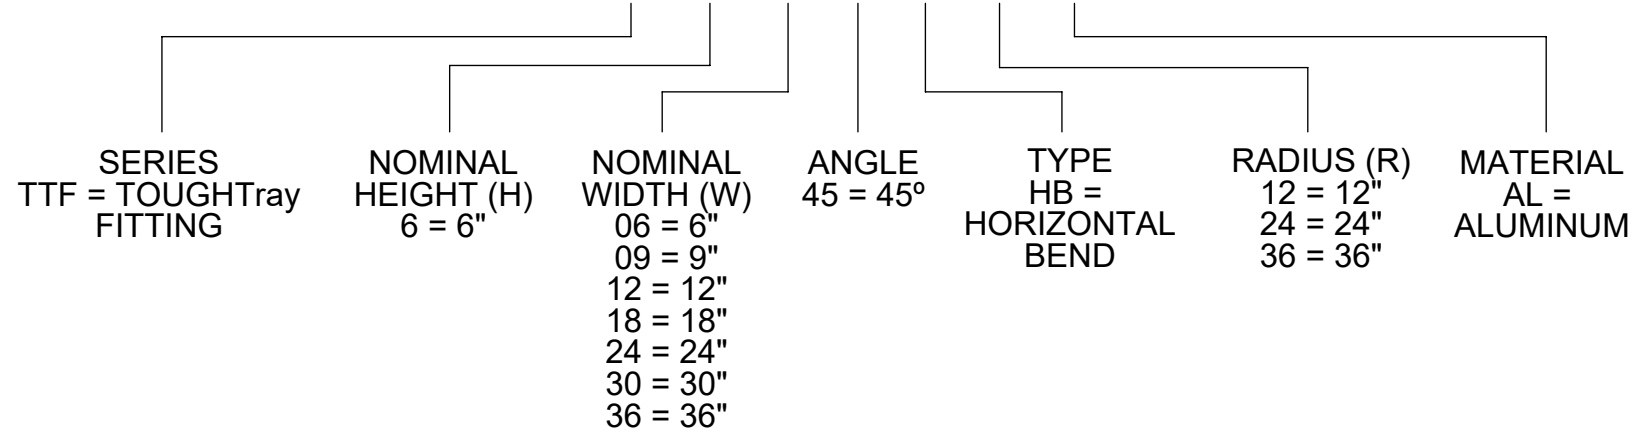 SERIES
TTF = TOUGHTray
FITTING
NOMINAL
HEIGHT (H)
6 = 6"
NOMINAL
WIDTH (W)
06 = 6"
09 = 9"
12 = 12"
18 = 18"
24 = 24"
30 = 30"
36 = 36"
ANGLE
45 = 45º
TYPE
HB =
HORIZONTAL
BEND
RADIUS (R)
12 = 12"
24 = 24"
36 = 36"
MATERIAL
AL =
ALUMINUM